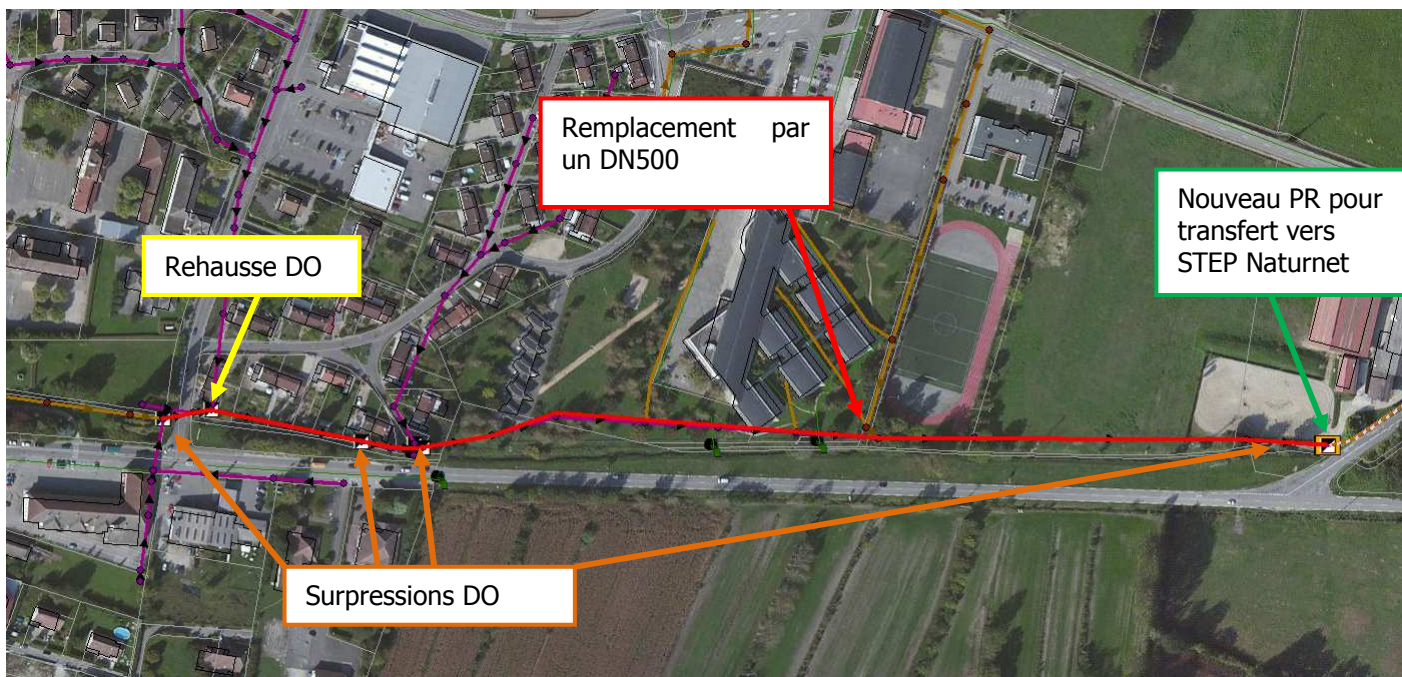 Remplacement par
un DN500
Nouveau PR pour
transfert vers
STEP Naturnet
Rehausse DO
Surpressions DO